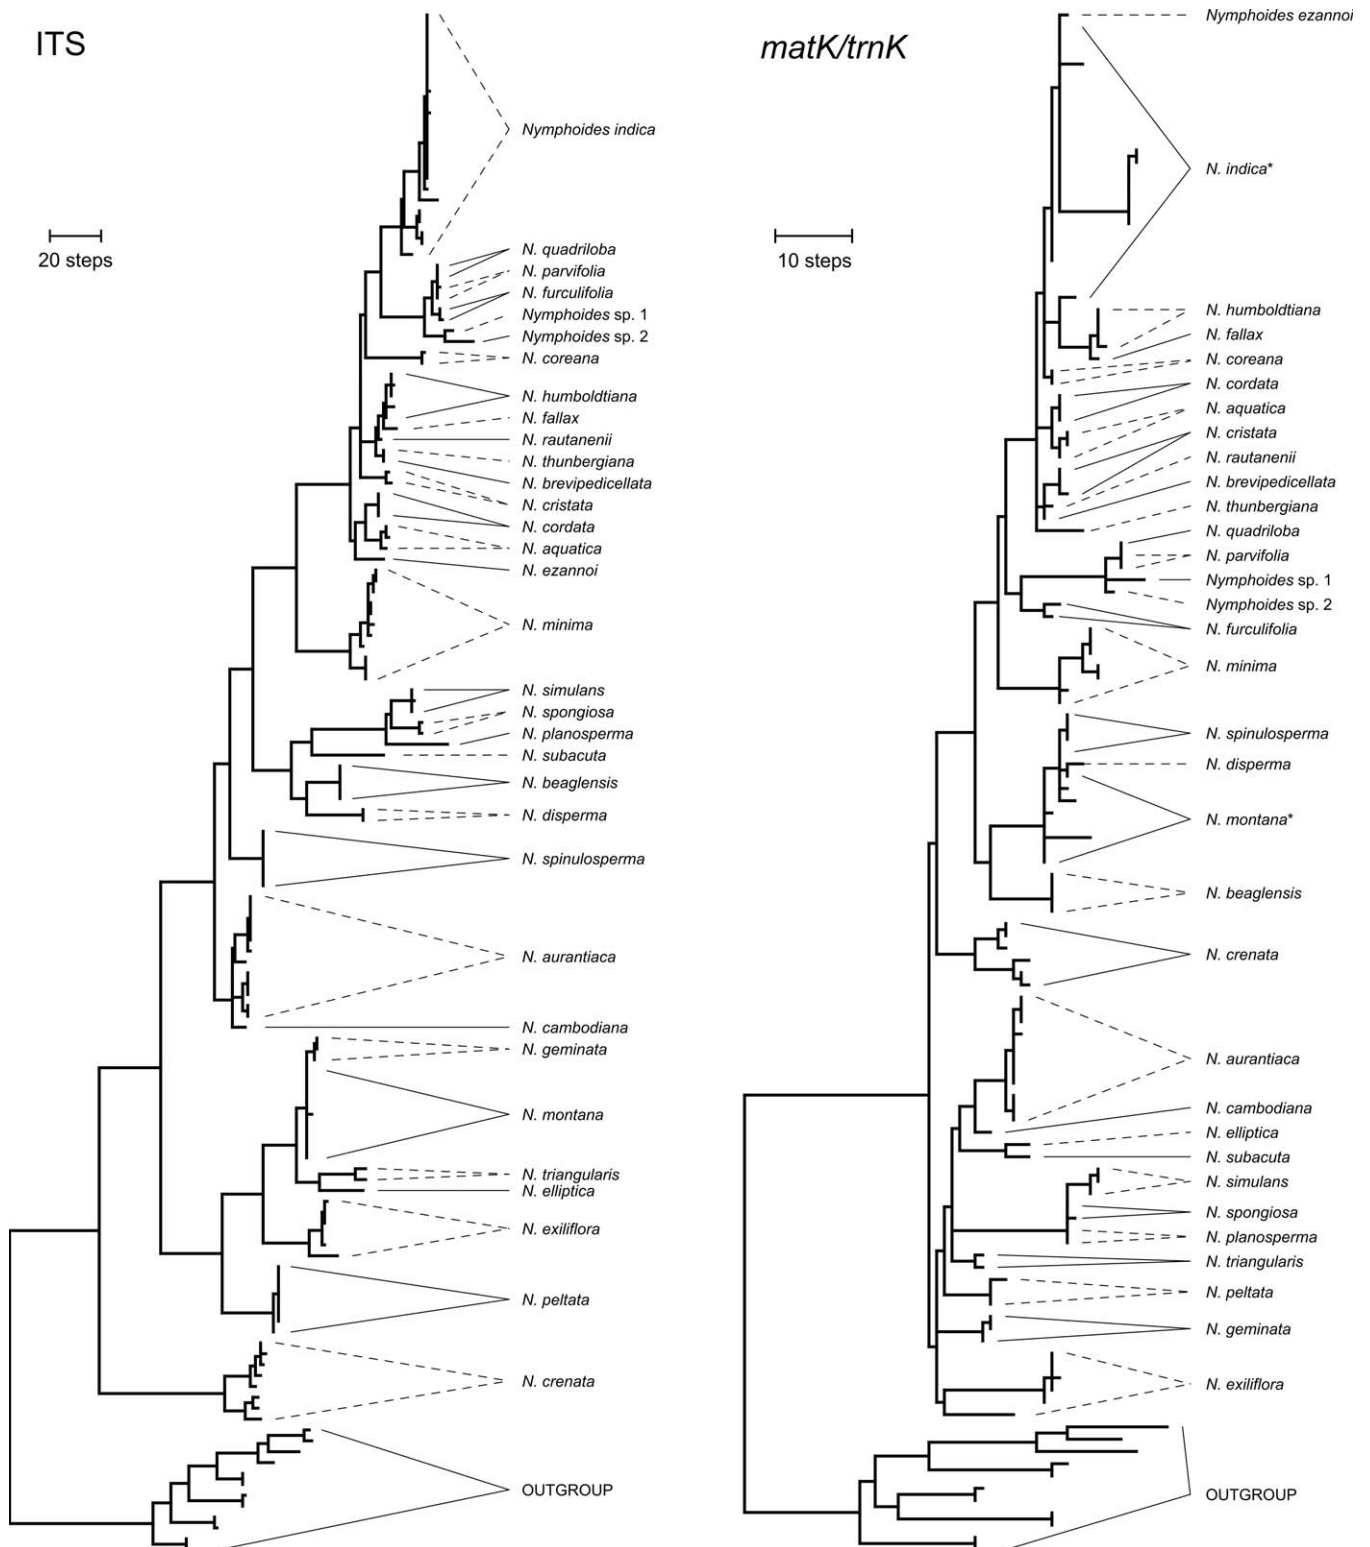 ITS
20 steps
Nymphoides indica
N. quadriloba
N. parvifolia
N. furculifolia
Nymphoides sp. 1
Nymphoides sp. 2
N. coreana
N. humboldtiana
N. fallax
N. rautanenii
N. thunbergiana
N. brevipedicellata
N. cristata
N. cordata
N. aquatica
N. ezannoi
N. minima
N. simulans
N. spongiosa
N. planosperma
N. subacuta
N. beaglensis
N. disperma
N. spinulosperma
N. aurantiaca
N. cambodiana
N. geminata
N. montana
N. triangularis
N. elliptica
N. exiliflora
N. peltata
N. crenata
OUTGROUP
matK/trnK
10 steps
Nymphoides ezannoi
N. indica*
N. humboldtiana
N. fallax
N. coreana
N. cordata
N. aquatica
N. cristata
N. rautanenii
N. brevipedicellata
N. thunbergiana
N. quadriloba
N. parvifolia
Nymphoides sp. 1
Nymphoides sp. 2
N. furculifolia
N. minima
N. spinulosperma
N. disperma
N. montana*
N. beaglensis
N. crenata
N. aurantiaca
N. cambodiana
N. elliptica
N. subacuta
N. simulans
N. spongiosa
N. planosperma
N. triangularis
N. peltata
N. geminata
N. exiliflora
OUTGROUP